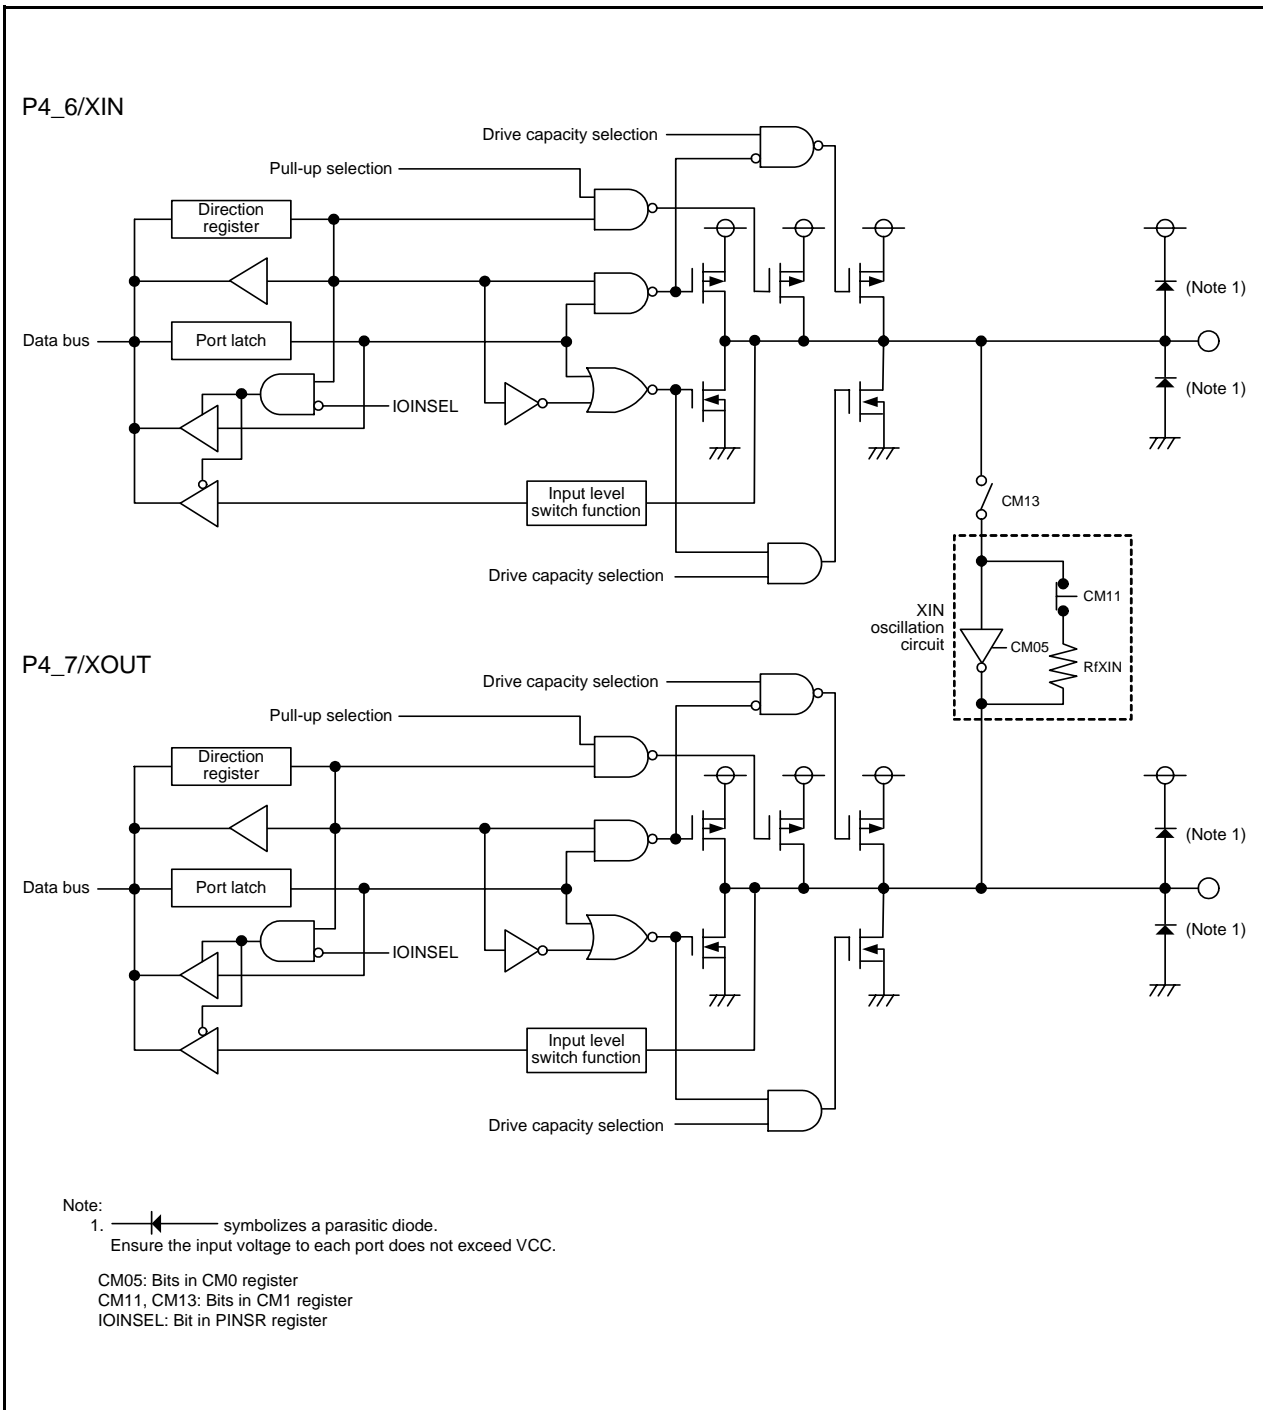 P4_6/XIN
Drive capacity selection
Pull-up selection
Direction
register
(Note 1)
Data bus
Port latch
(Note 1)
IOINSEL
Input level
switch function
CM13
Drive capacity selection
CM11
XIN
oscillation
circuit
CM05
RfXIN
P4_7/XOUT
Drive capacity selection
Pull-up selection
Direction
register
(Note 1)
Data bus
Port latch
(Note 1)
IOINSEL
Input level
switch function
Drive capacity selection
Note:
1. symbolizes a parasitic diode.
Ensure the input voltage to each port does not exceed VCC.
CM05: Bits in CM0 register
CM11, CM13: Bits in CM1 register
IOINSEL: Bit in PINSR register